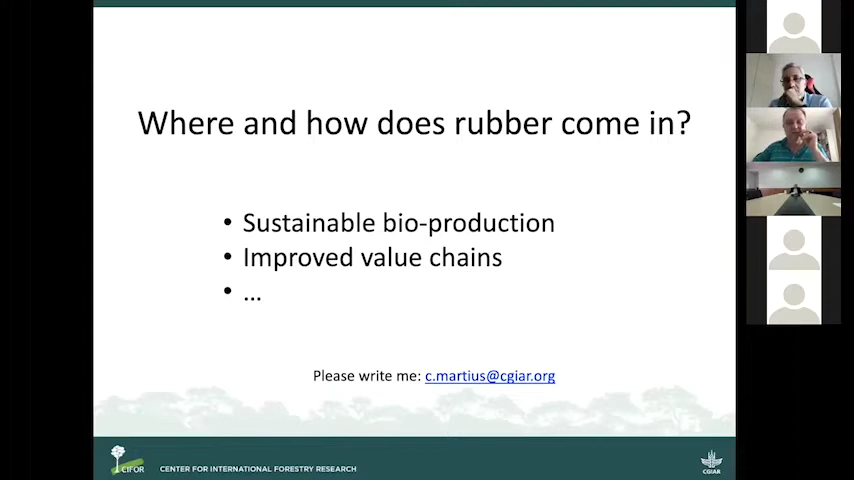 Where and how does rubber come in?
• Sustainable bio-production
• Improved value chains
• ...
Please write me: c.martius@cgiar.org
CIFOR
CENTER FOR INTERNATIONAL FORESTRY RESEARCH
CGIAR